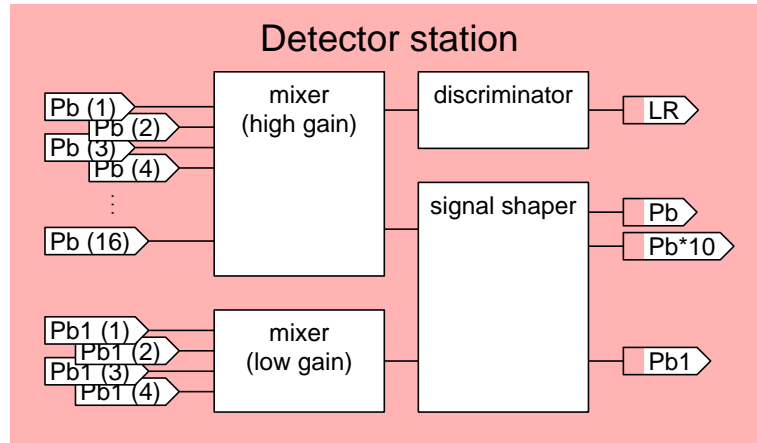 Detector station
mixer
(high gain)
discriminator
Pb (1)
Pb (2)
Pb (3)
Pb (4)
⋮
Pb (16)
LR
signal shaper
Pb
Pb*10
mixer
(low gain)
Pb1 (1)
Pb1 (2)
Pb1 (3)
Pb1 (4)
Pb1